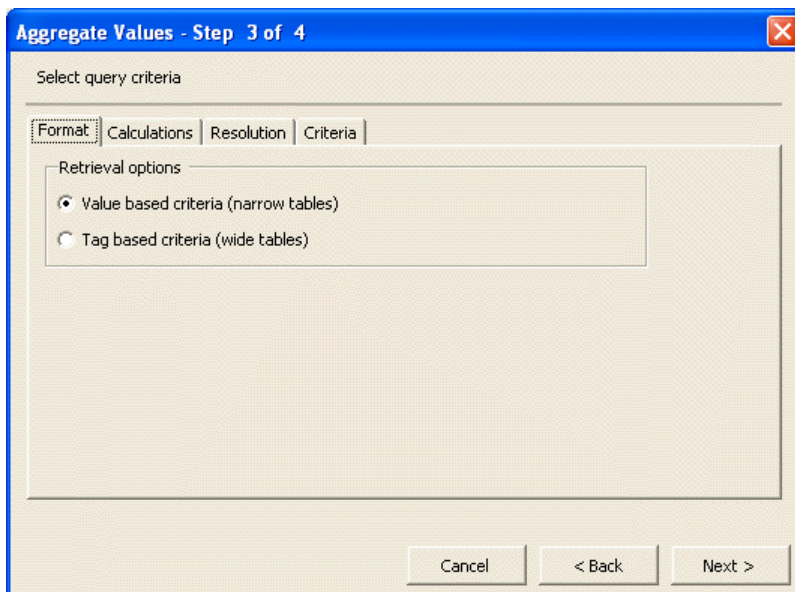 Aggregate Values - Step 3 of 4
Select query criteria
Format Calculations Resolution Criteria
Retrieval options
Value based criteria (narrow tables)
Tag based criteria (wide tables)
Cancel < Back Next >